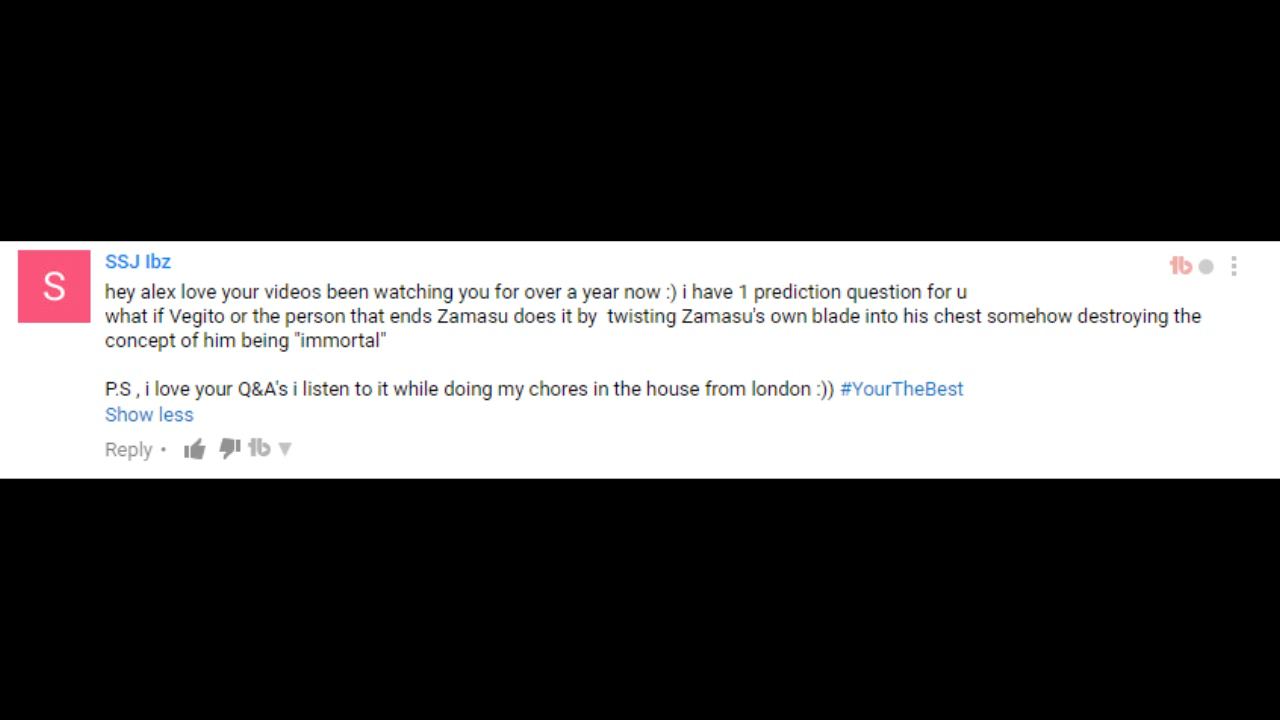 S
SSJ Ibz
hey alex love your videos been watching you for over a year now :) i have 1 prediction question for u
what if Vegito or the person that ends Zamasu does it by  twisting Zamasu's own blade into his chest somehow destroying the
concept of him being "immortal"
P.S , i love your Q&A's i listen to it while doing my chores in the house from london :)) #YourTheBest
Show less
Reply •
tb
tb